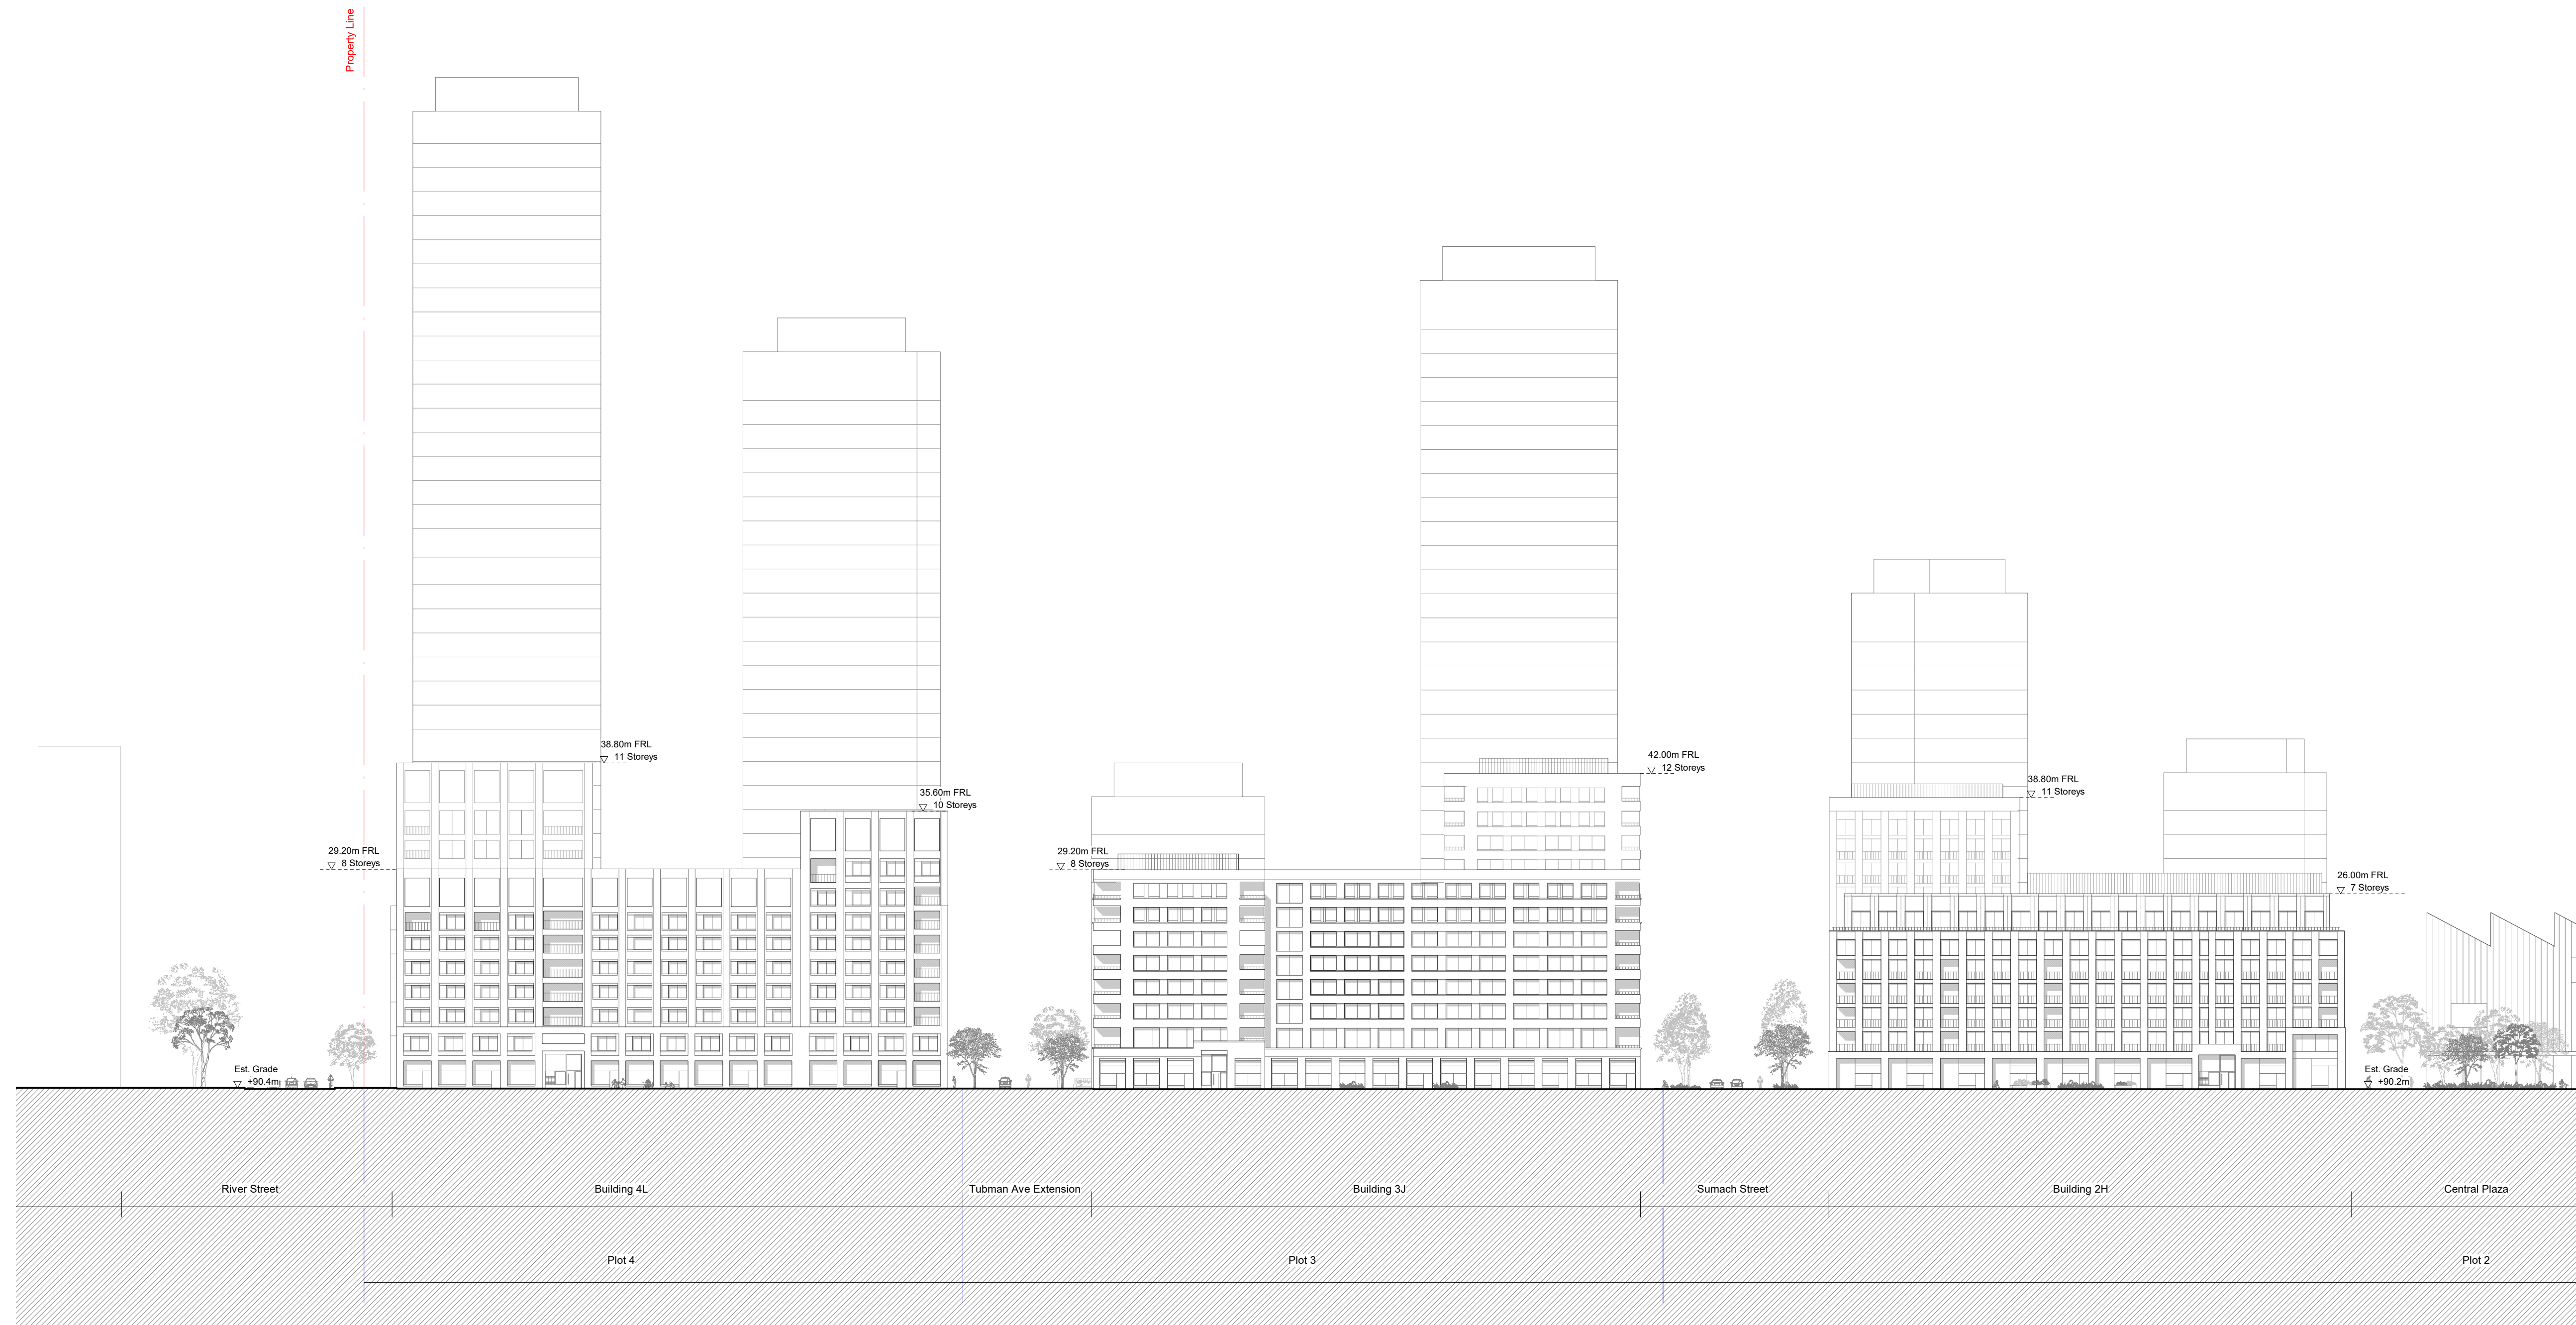 Property Line
38.80m FRL
11 Storeys
42.00m FRL
12 Storeys
38.80m FRL
11 Storeys
35.60m FRL
10 Storeys
29.20m FRL
8 Storeys
29.20m FRL
8 Storeys
26.00m FRL
7 Storeys
Est. Grade
+90.4m
Est. Grade
+90.2m
River Street
Building 4L
Tubman Ave Extension
Building 3J
Sumach Street
Building 2H
Central Plaza
Plot 4
Plot 3
Plot 2